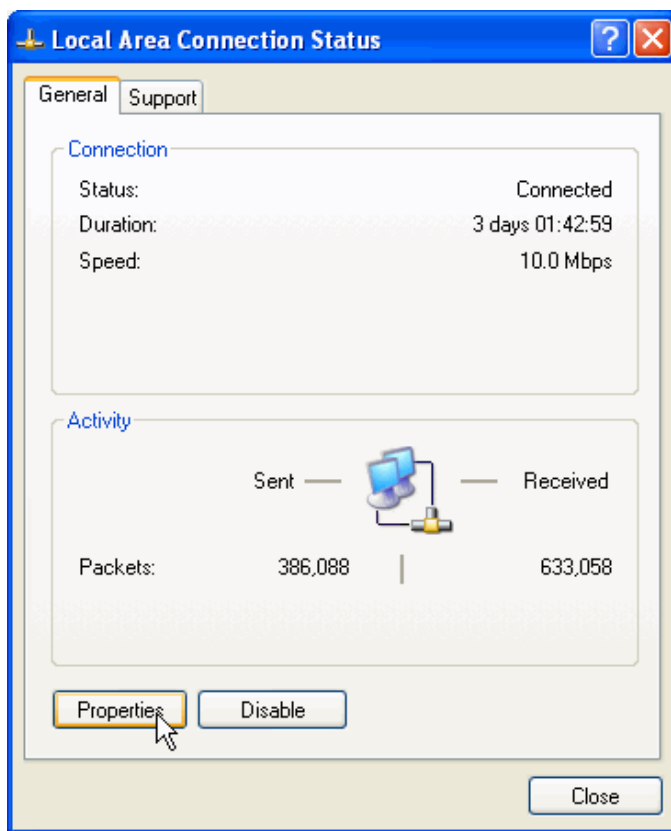 Local Area Connection Status
General Support
Connection
Status: Connected
Duration: 3 days 01:42:59
Speed: 10.0 Mbps
Activity
Sent Received
Packets: 386,088 633,058
Properties Disable
Close